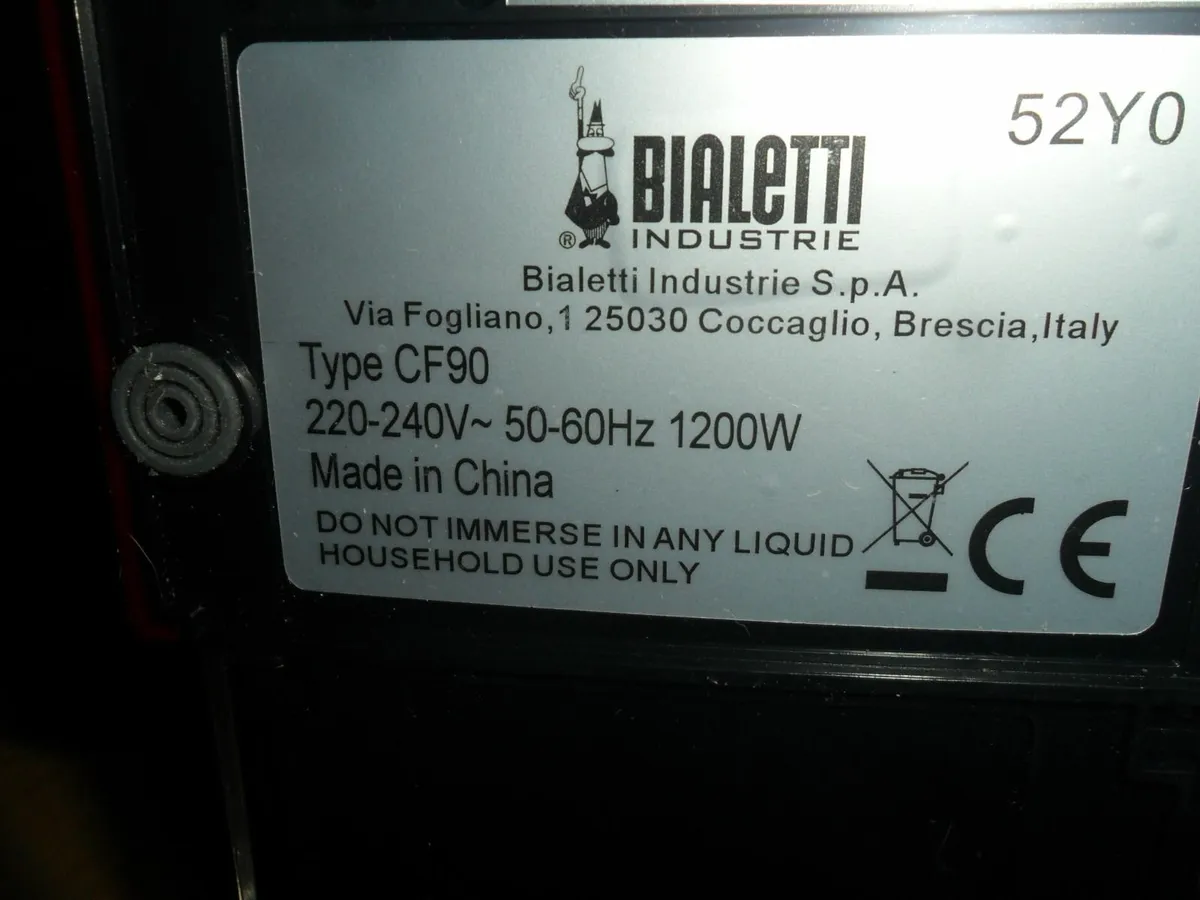 52Y0
BIALETTI
® INDUSTRIE
Bialetti Industrie S.p.A.
Via Fogliano,1 25030 Coccaglio, Brescia,Italy
Type CF90
220-240V~ 50-60Hz 1200W
Made in China
DO NOT IMMERSE IN ANY LIQUID
HOUSEHOLD USE ONLY
CE